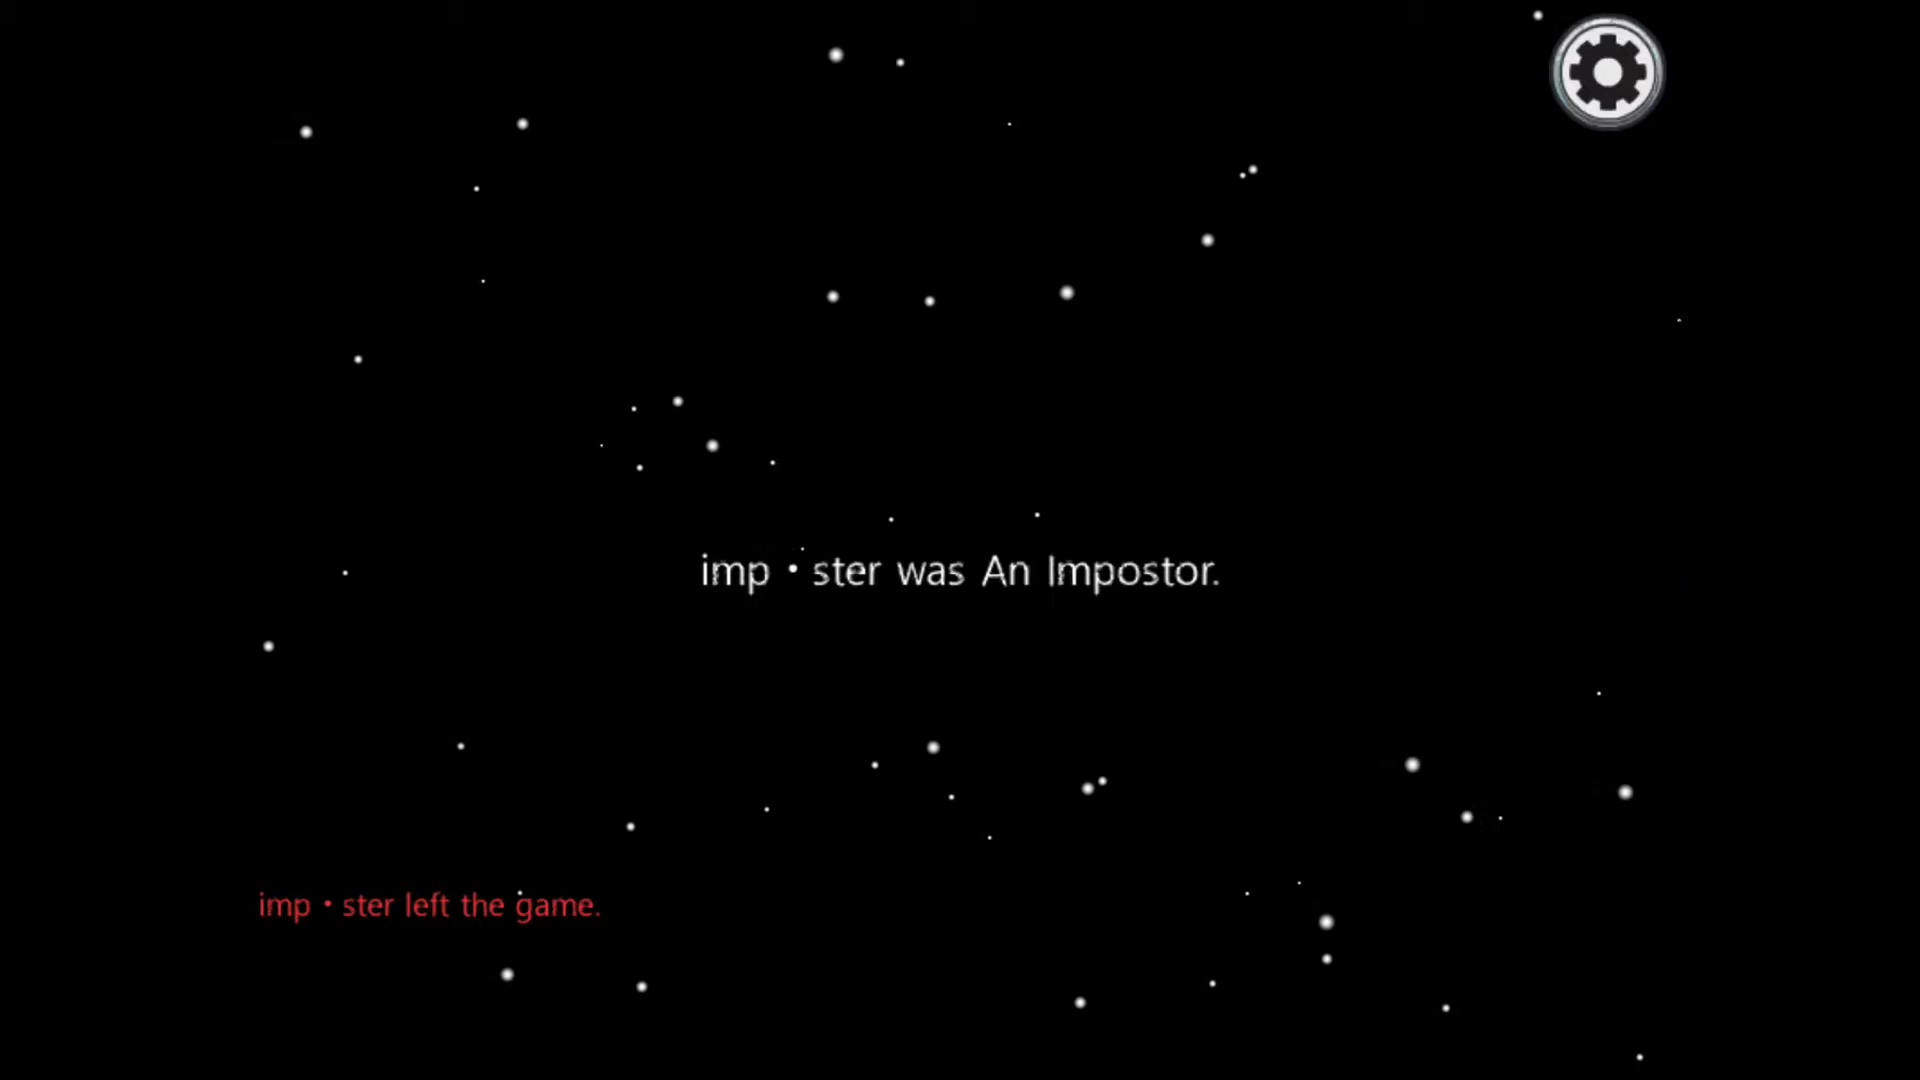 imp・ster was An Impostor.
imp・ster left the game.